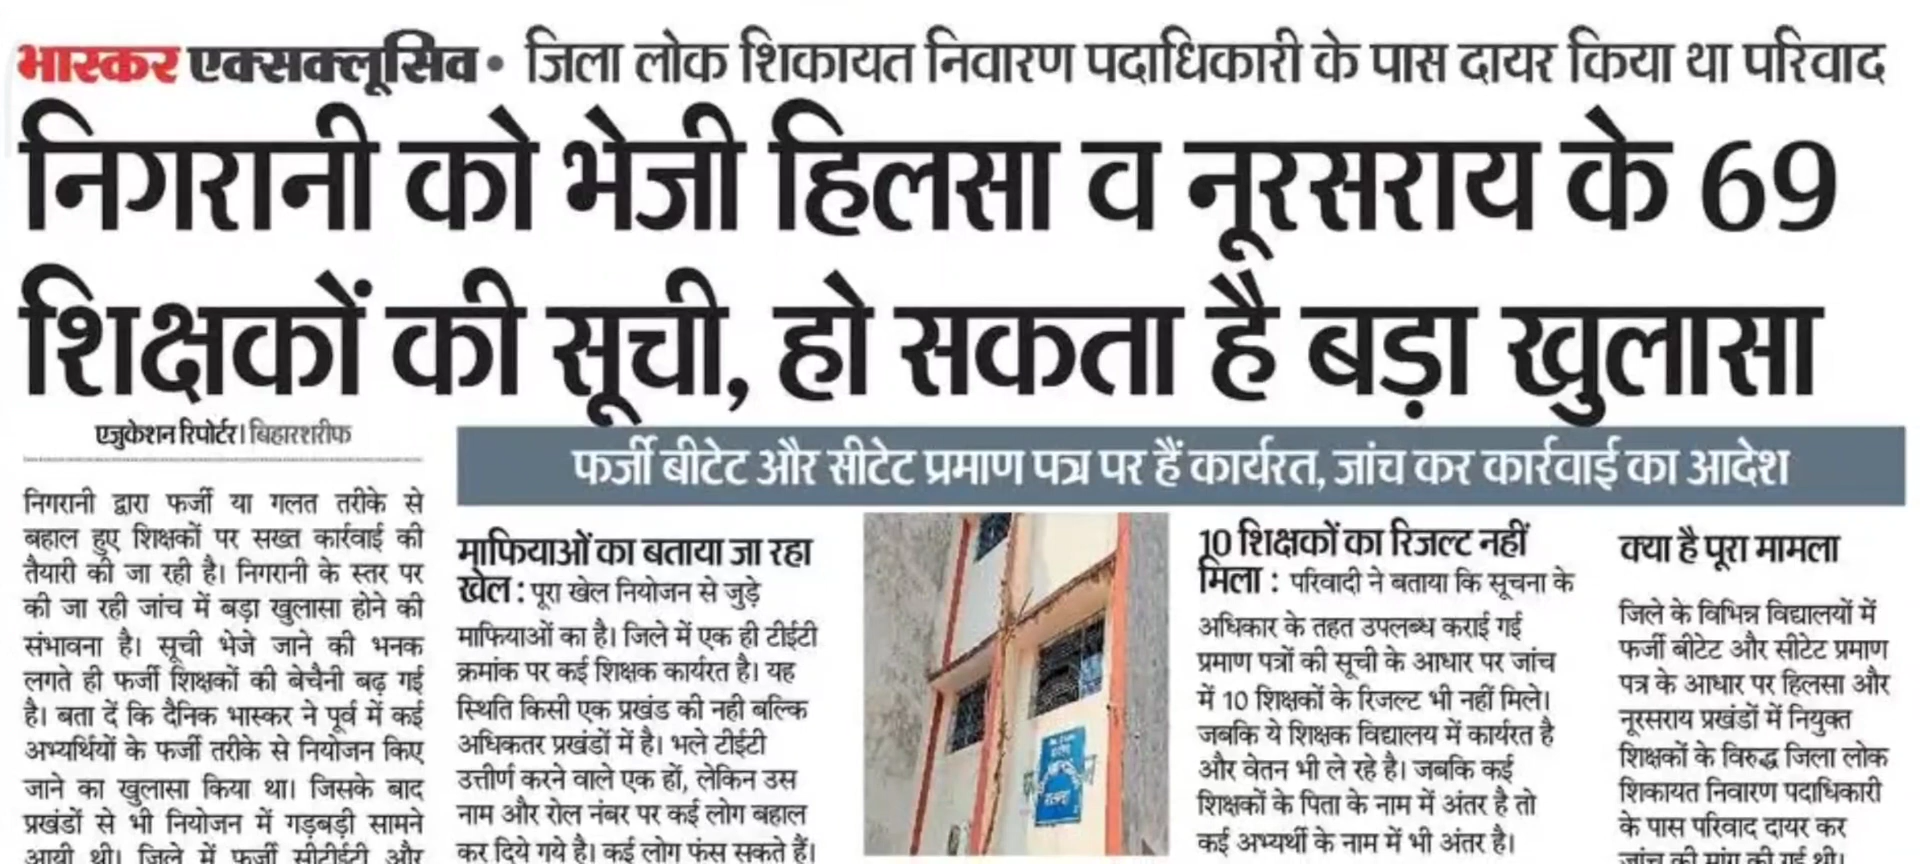 भास्कर एक्सक्लूसिव • जिला लोक शिकायत निवारण पदाधिकारी के पास दायर किया था परिवाद
निगरानी को भेजी हिलसा व नूरसराय के 69
शिक्षकों की सूची, हो सकता है बड़ा खुलासा
एजुकेशन रिपोर्टर। बिहारशरीफ
निगरानी द्वारा फर्जी या गलत तरीके से
बहाल हुए शिक्षकों पर सख्त कार्रवाई की
तैयारी की जा रही है। निगरानी के स्तर पर
की जा रही जांच में बड़ा खुलासा होने की
संभावना है। सूची भेजे जाने की भनक
लगते ही फर्जी शिक्षकों की बेचैनी बढ़ गई
है। बता दें कि दैनिक भास्कर ने पूर्व में कई
अभ्यर्थियों के फर्जी तरीके से नियोजन किए
जाने का खुलासा किया था। जिसके बाद
प्रखंडों से भी नियोजन में गड़बड़ी सामने
आयी थी। जिले में फर्जी सीटीईटी और
फर्जी बीटेट और सीटेट प्रमाण पत्र पर हैं कार्यरत, जांच कर कार्रवाई का आदेश
माफियाओं का बताया जा रहा
खेल : पूरा खेल नियोजन से जुड़े
माफियाओं का है। जिले में एक ही टीईटी
क्रमांक पर कई शिक्षक कार्यरत है। यह
स्थिति किसी एक प्रखंड की नही बल्कि
अधिकतर प्रखंडों में है। भले टीईटी
उत्तीर्ण करने वाले एक हों, लेकिन उस
नाम और रोल नंबर पर कई लोग बहाल
कर दिये गये है। कई लोग फंस सकते हैं।
10 शिक्षकों का रिजल्ट नहीं
मिला : परिवादी ने बताया कि सूचना के
अधिकार के तहत उपलब्ध कराई गई
प्रमाण पत्रों की सूची के आधार पर जांच
में 10 शिक्षकों के रिजल्ट भी नहीं मिले।
जबकि ये शिक्षक विद्यालय में कार्यरत है
और वेतन भी ले रहे है। जबकि कई
शिक्षकों के पिता के नाम में अंतर है तो
कई अभ्यर्थी के नाम में भी अंतर है।
क्या है पूरा मामला
जिले के विभिन्न विद्यालयों में
फर्जी बीटेट और सीटेट प्रमाण
पत्र के आधार पर हिलसा और
नूरसराय प्रखंडों में नियुक्त
शिक्षकों के विरुद्ध जिला लोक
शिकायत निवारण पदाधिकारी
के पास परिवाद दायर कर
जांच की मांग की गई थी।